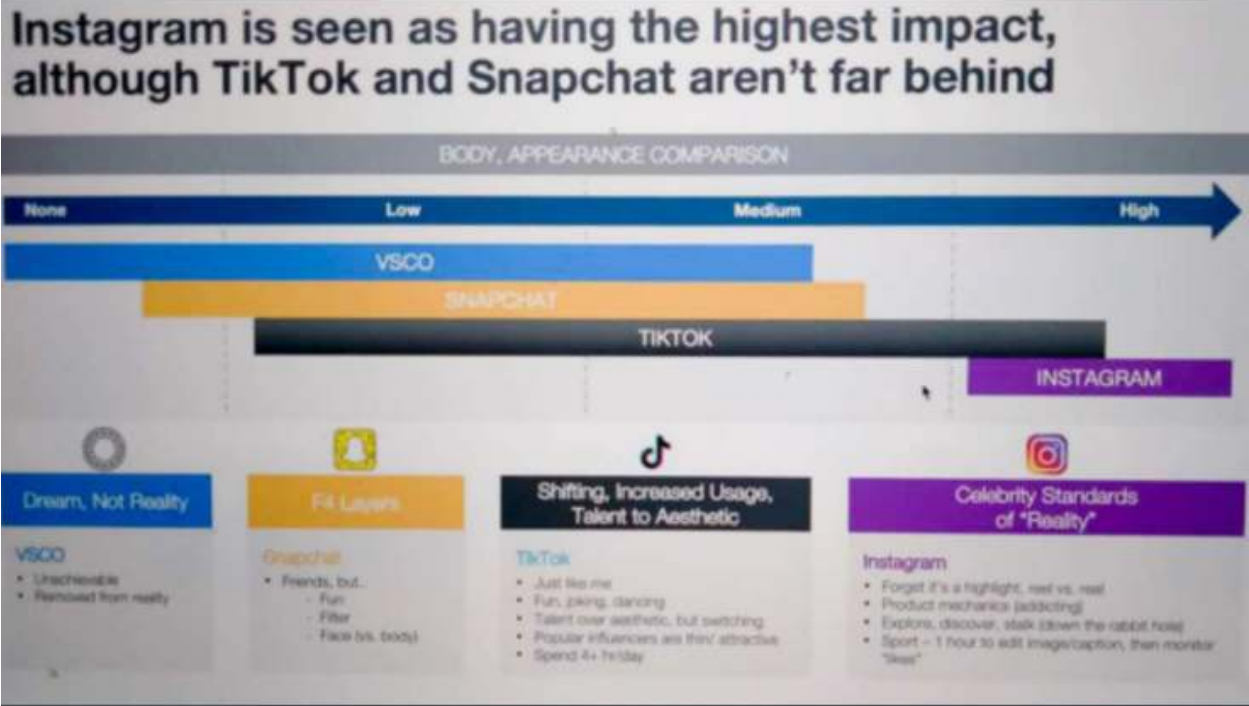 Instagram is seen as having the highest impact,
although TikTok and Snapchat aren't far behind
BODY, APPEARANCE COMPARISON
None Low Medium High
VSCO
SNAPCHAT
TIKTOK
INSTAGRAM
Dream, Not Reality
VSCO
• Unachievable
• Removed from reality
F4 Layers
Snapchat
• Friends, but..
- Fun
- Filter
- Face (vs. body)
Shifting, Increased Usage,
Talent to Aesthetic
TikTok
• Just like me
• Fun, joking, dancing
• Talent over aesthetic, but switching
• Popular influencers are thin/ attractive
• Spend 4+ hr/day
Celebrity Standards
of "Reality"
Instagram
• Forget it's a highlight, reel vs. real
• Product mechanics (addicting)
• Explore, discover, stalk (down the rabbit hole)
• Sport – 1 hour to edit image/caption, then monitor
"likes"